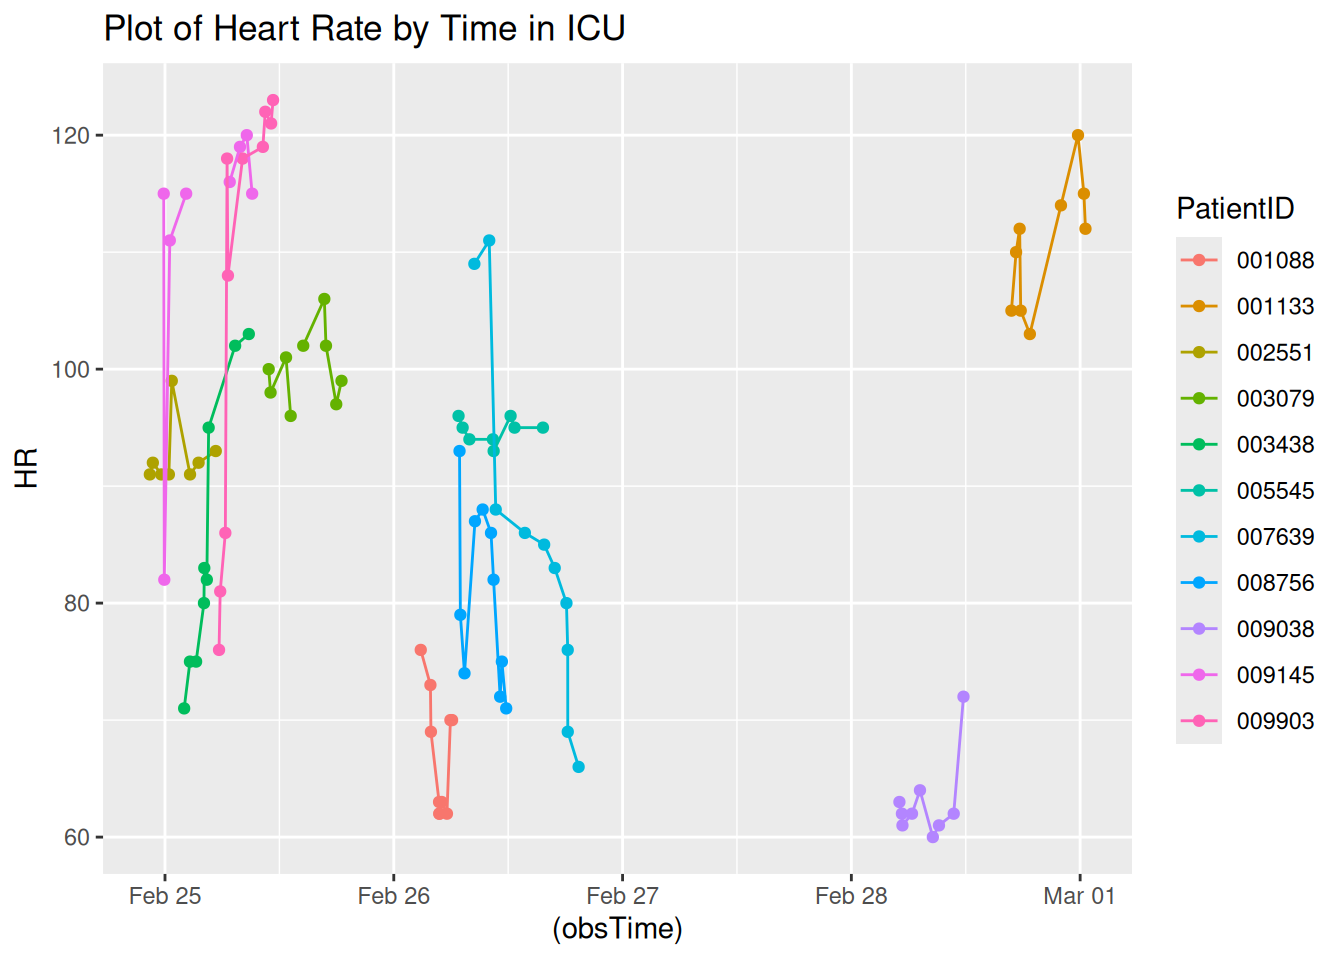 Plot of Heart Rate by Time in ICU
120
100
80
60
HR
Feb 25
Feb 26
Feb 27
Feb 28
Mar 01
(obsTime)
PatientID
001088
001133
002551
003079
003438
005545
007639
008756
009038
009145
009903